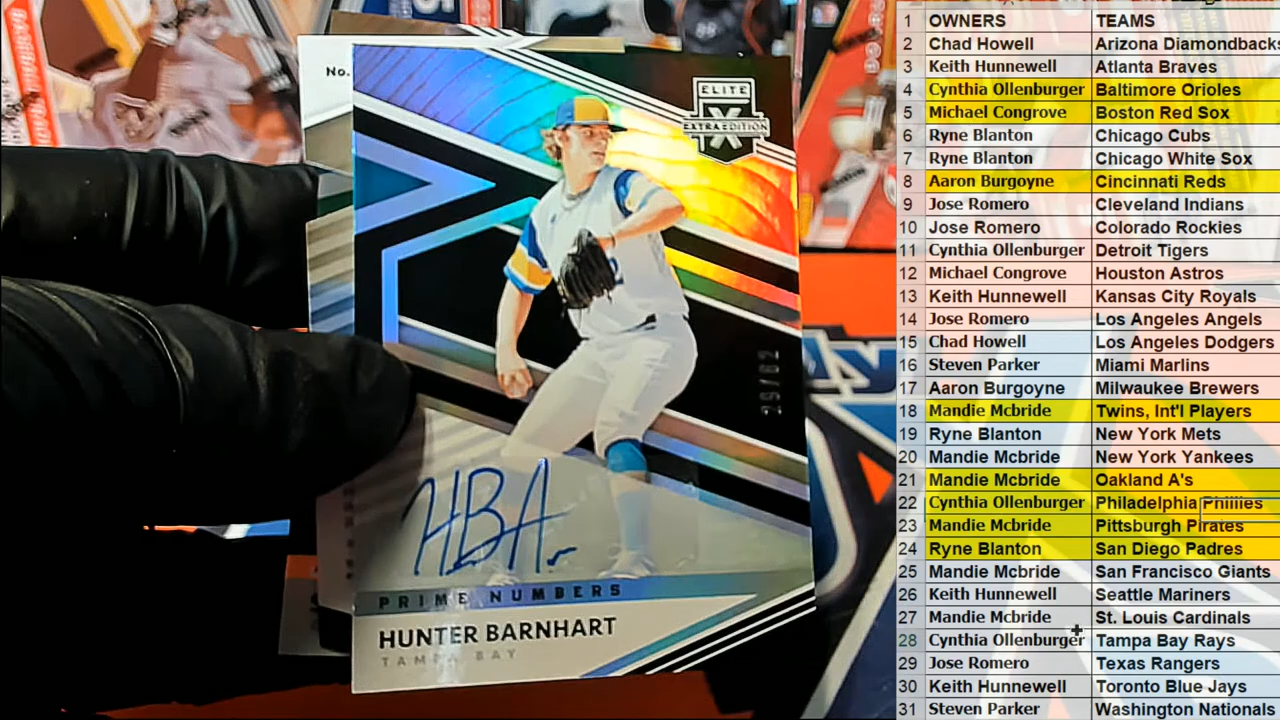 No.
ELITE
EXTRA EDITION
X
HBA
PRIME NUMBERS
HUNTER BARNHART
TAMPA BAY
1 OWNERS TEAMS
2 Chad Howell Arizona Diamondbacks
3 Keith Hunnewell Atlanta Braves
4 Cynthia Ollenburger Baltimore Orioles
5 Michael Congrove Boston Red Sox
6 Ryne Blanton Chicago Cubs
7 Ryne Blanton Chicago White Sox
8 Aaron Burgoyne Cincinnati Reds
9 Jose Romero Cleveland Indians
10 Jose Romero Colorado Rockies
11 Cynthia Ollenburger Detroit Tigers
12 Michael Congrove Houston Astros
13 Keith Hunnewell Kansas City Royals
14 Jose Romero Los Angeles Angels
15 Chad Howell Los Angeles Dodgers
16 Steven Parker Miami Marlins
17 Aaron Burgoyne Milwaukee Brewers
18 Mandie Mcbride Twins, Int'l Players
19 Ryne Blanton New York Mets
20 Mandie Mcbride New York Yankees
21 Mandie Mcbride Oakland A's
22 Cynthia Ollenburger Philadelphia Phillies
23 Mandie Mcbride Pittsburgh Pirates
24 Ryne Blanton San Diego Padres
25 Mandie Mcbride San Francisco Giants
26 Keith Hunnewell Seattle Mariners
27 Mandie Mcbride St. Louis Cardinals
28 Cynthia Ollenburger Tampa Bay Rays
29 Jose Romero Texas Rangers
30 Keith Hunnewell Toronto Blue Jays
31 Steven Parker Washington Nationals